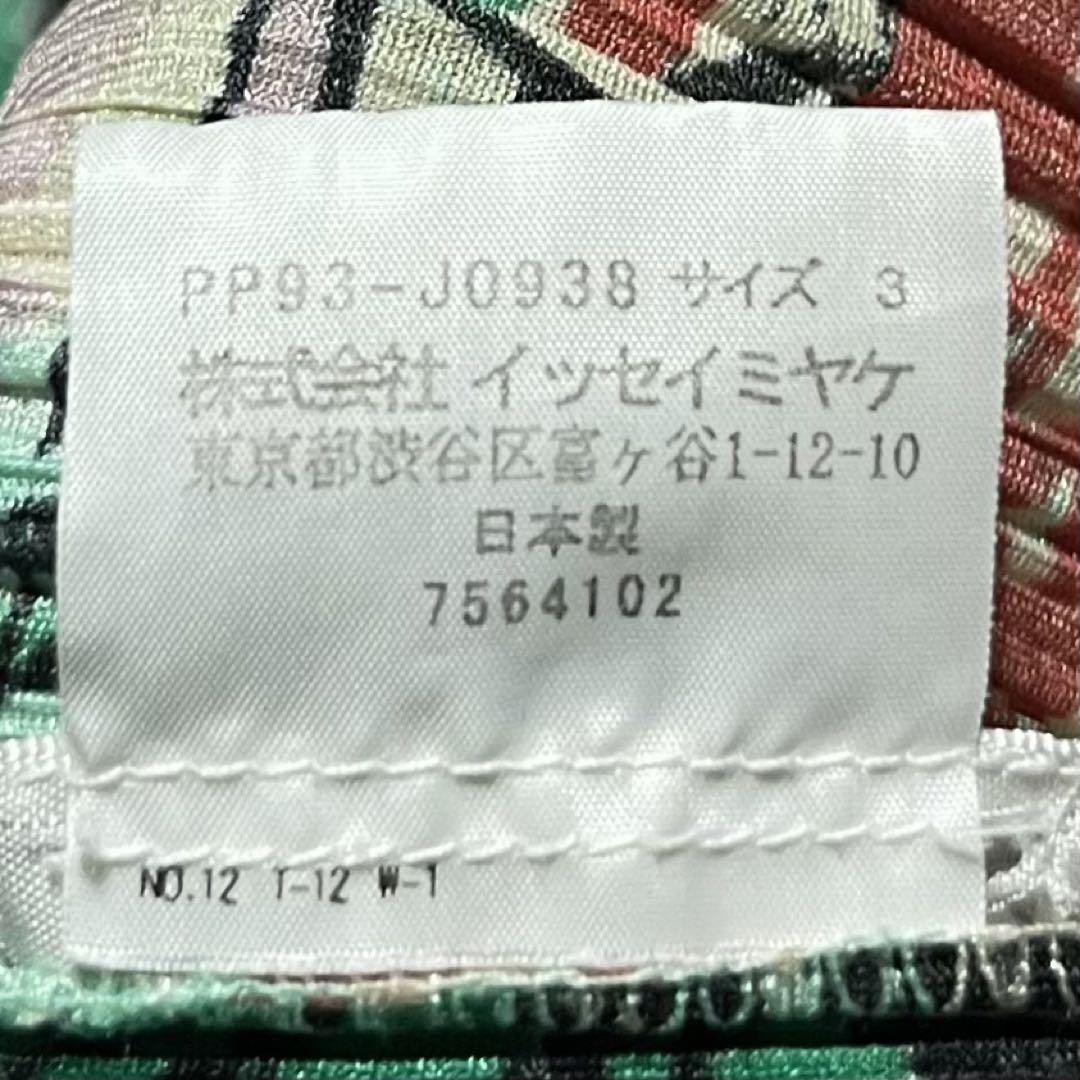 PP93-J0938 サイズ 3
株式会社 イッセイミヤケ
東京都渋谷区富ヶ谷1-12-10
日本製
7564102
NO.12 T-12 W-1